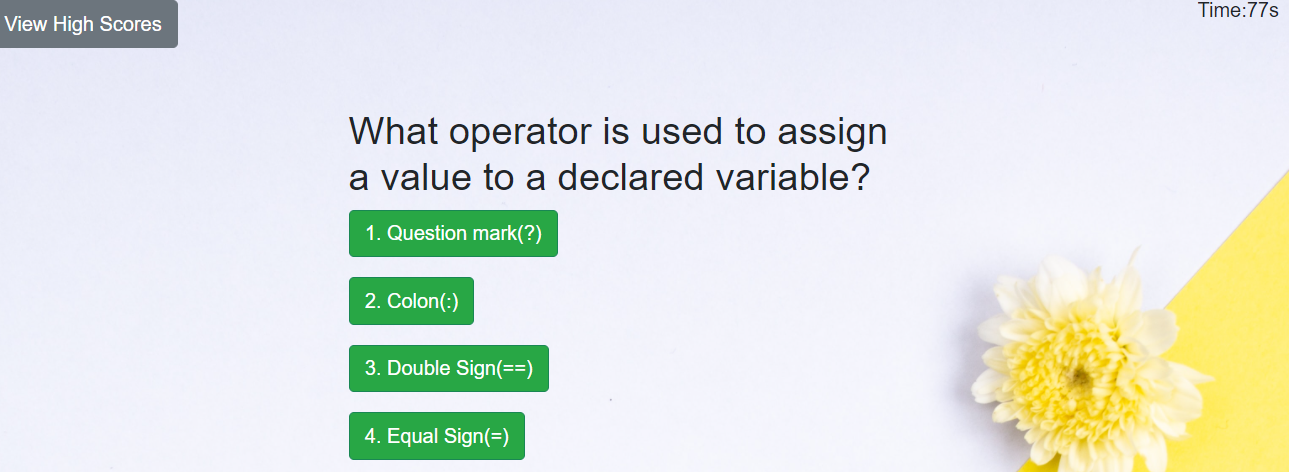 View High Scores
Time:77s
What operator is used to assign
a value to a declared variable?
1. Question mark(?)
2. Colon(:)
3. Double Sign(==)
4. Equal Sign(=)